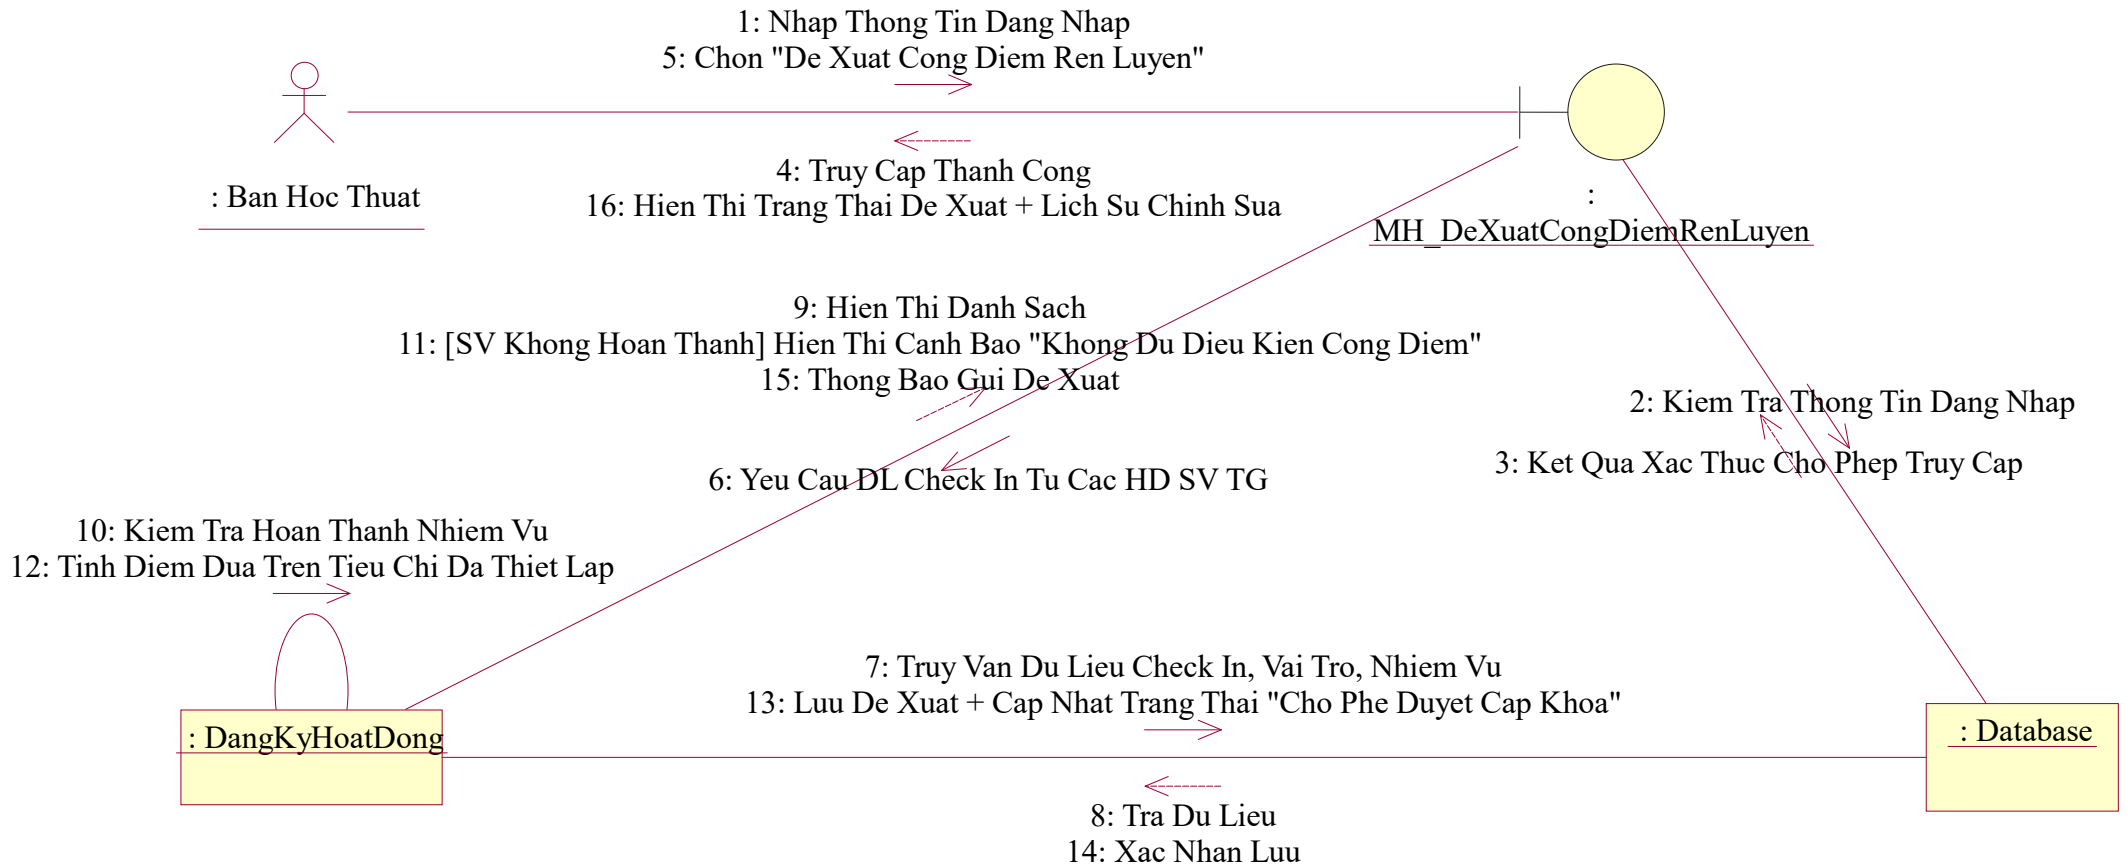 1: Nhap Thong Tin Dang Nhap
5: Chon "De Xuat Cong Diem Ren Luyen"
4: Truy Cap Thanh Cong
16: Hien Thi Trang Thai De Xuat + Lich Su Chinh Sua
: Ban Hoc Thuat
:
MH_DeXuatCongDiemRenLuyen
9: Hien Thi Danh Sach
11: [SV Khong Hoan Thanh] Hien Thi Canh Bao "Khong Du Dieu Kien Cong Diem"
15: Thong Bao Gui De Xuat
2: Kiem Tra Thong Tin Dang Nhap
3: Ket Qua Xac Thuc Cho Phep Truy Cap
6: Yeu Cau DL Check In Tu Cac HD SV TG
10: Kiem Tra Hoan Thanh Nhiem Vu
12: Tinh Diem Dua Tren Tieu Chi Da Thiet Lap
7: Truy Van Du Lieu Check In, Vai Tro, Nhiem Vu
13: Luu De Xuat + Cap Nhat Trang Thai "Cho Phe Duyet Cap Khoa"
: DangKyHoatDong
: Database
8: Tra Du Lieu
14: Xac Nhan Luu